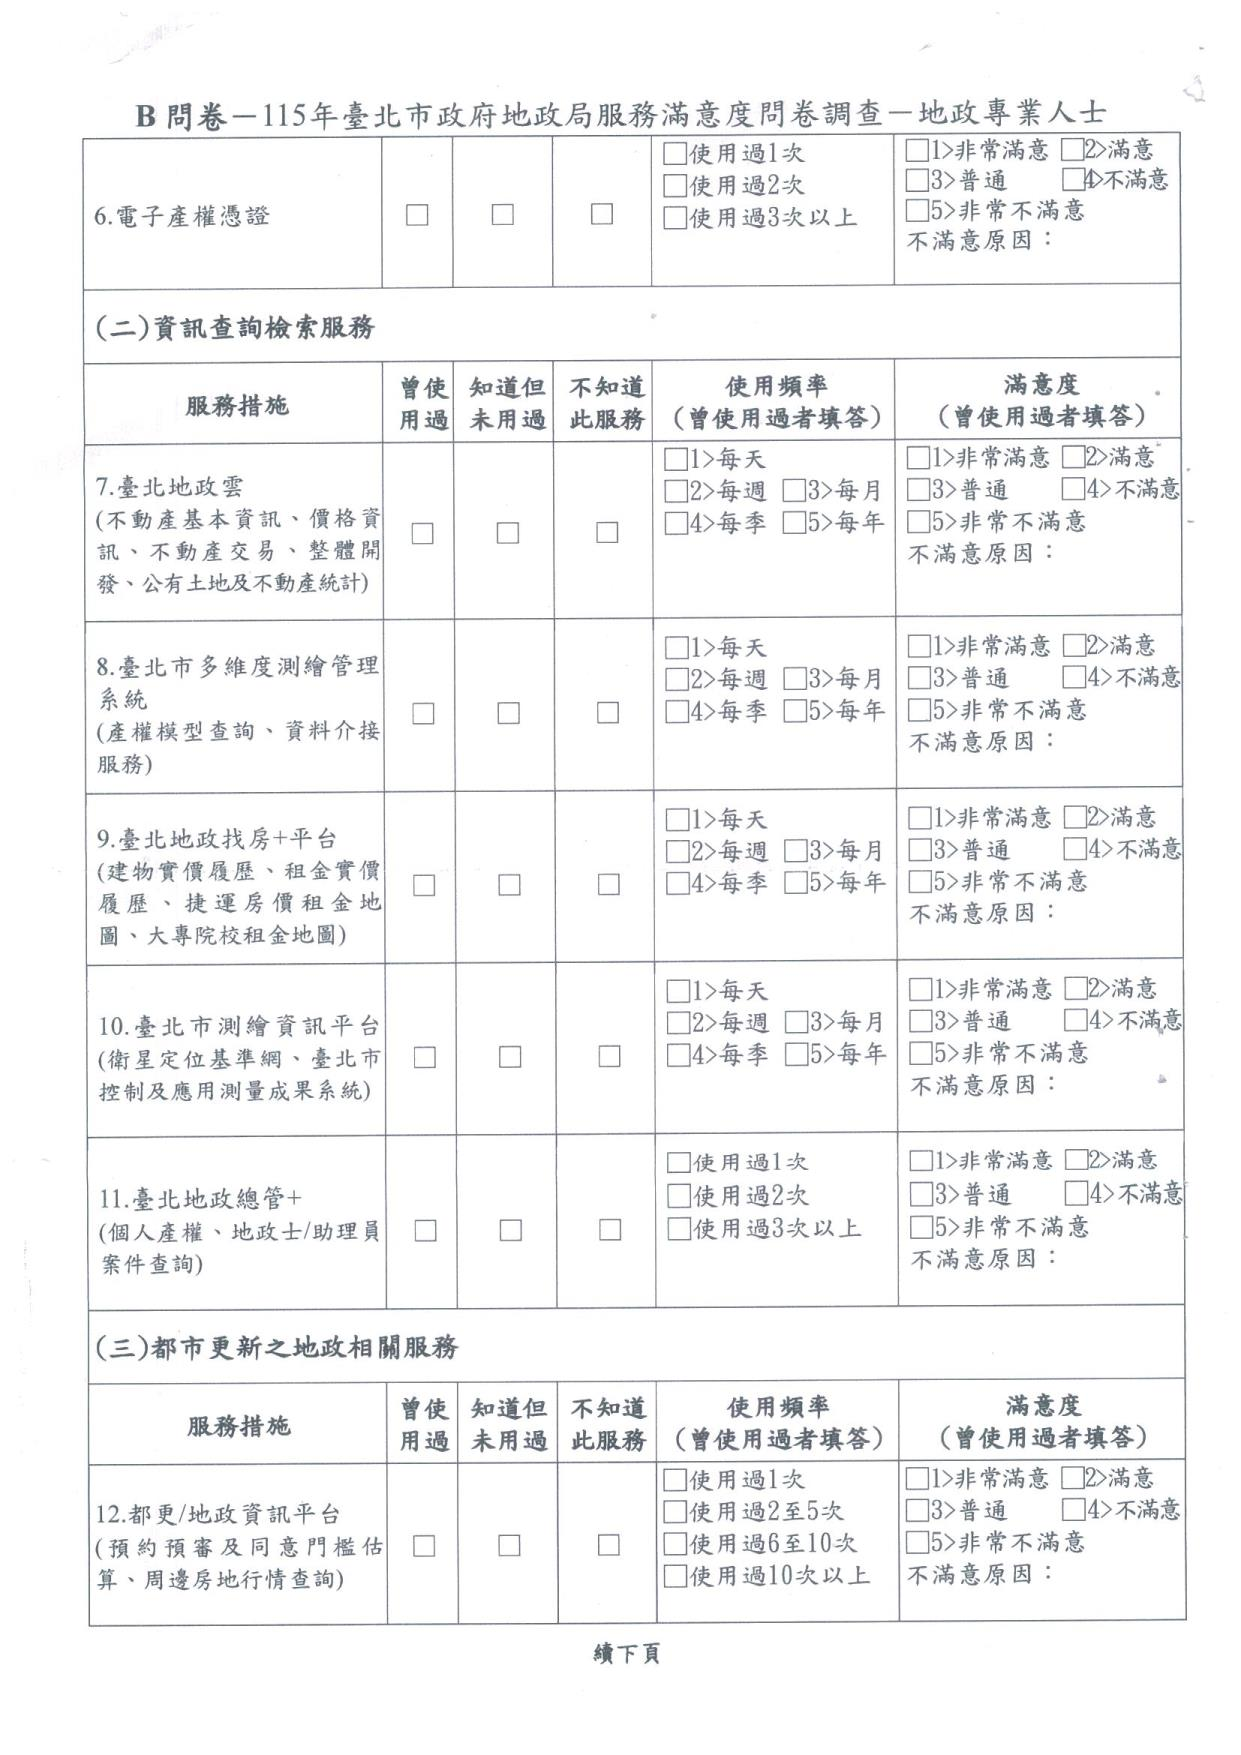 B 問卷－115年臺北市政府地政局服務滿意度問卷調查－地政專業人士
6.電子產權憑證
□ □ □
□使用過1次
□使用過2次
□使用過3次以上
□1>非常滿意 □2>滿意
□3>普通 □4>不滿意
□5>非常不滿意
不滿意原因：
(二)資訊查詢檢索服務
服務措施
曾使
用過
知道但
未用過
不知道
此服務
使用頻率
(曾使用過者填答)
滿意度
(曾使用過者填答)
7.臺北地政雲
(不動產基本資訊、價格資
訊、不動產交易、整體開
發、公有土地及不動產統計)
□ □ □
□1>每天
□2>每週 □3>每月
□4>每季 □5>每年
□1>非常滿意 □2>滿意
□3>普通 □4>不滿意
□5>非常不滿意
不滿意原因：
8.臺北市多維度測繪管理
系統
(產權模型查詢、資料介接
服務)
□ □ □
□1>每天
□2>每週 □3>每月
□4>每季 □5>每年
□1>非常滿意 □2>滿意
□3>普通 □4>不滿意
□5>非常不滿意
不滿意原因：
9.臺北地政找房+平台
(建物實價履歷、租金實價
履歷、捷運房價租金地
圖、大專院校租金地圖)
□ □ □
□1>每天
□2>每週 □3>每月
□4>每季 □5>每年
□1>非常滿意 □2>滿意
□3>普通 □4>不滿意
□5>非常不滿意
不滿意原因：
10.臺北市測繪資訊平台
(衛星定位基準網、臺北市
控制及應用測量成果系統)
□ □ □
□1>每天
□2>每週 □3>每月
□4>每季 □5>每年
□1>非常滿意 □2>滿意
□3>普通 □4>不滿意
□5>非常不滿意
不滿意原因：
11.臺北地政總管+
(個人產權、地政士/助理員
案件查詢)
□ □ □
□使用過1次
□使用過2次
□使用過3次以上
□1>非常滿意 □2>滿意
□3>普通 □4>不滿意
□5>非常不滿意
不滿意原因：
(三)都市更新之地政相關服務
服務措施
曾使
用過
知道但
未用過
不知道
此服務
使用頻率
(曾使用過者填答)
滿意度
(曾使用過者填答)
12.都更/地政資訊平台
(預約預審及同意門檻估
算、周邊房地行情查詢)
□ □ □
□使用過1次
□使用過2至5次
□使用過6至10次
□使用過10次以上
□1>非常滿意 □2>滿意
□3>普通 □4>不滿意
□5>非常不滿意
不滿意原因：
續下頁